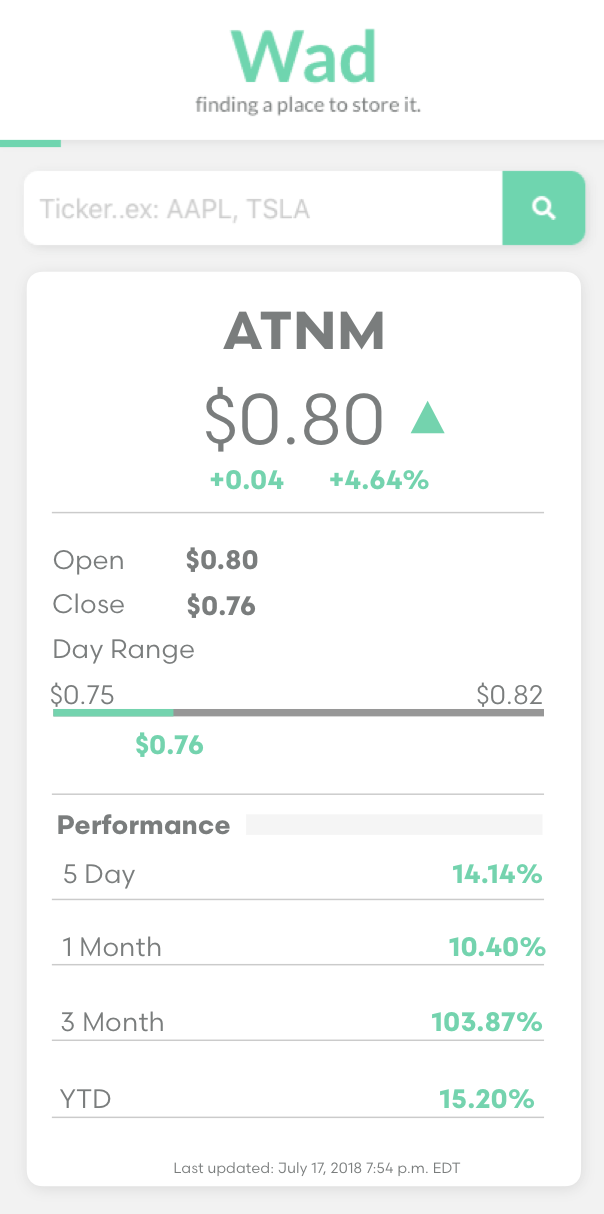 Wad
finding a place to store it.
Ticker..ex: AAPL, TSLA
ATNM
$0.80
+0.04 +4.64%
Open $0.80
Close $0.76
Day Range
$0.75 $0.82
$0.76
Performance
5 Day 14.14%
1 Month 10.40%
3 Month 103.87%
YTD 15.20%
Last updated: July 17, 2018 7:54 p.m. EDT